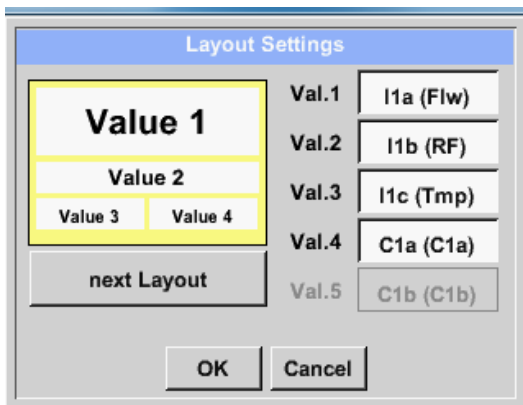 Layout Settings
Value 1
Value 2
Value 3 Value 4
next Layout
Val.1 I1a (Flw)
Val.2 I1b (RF)
Val.3 I1c (Tmp)
Val.4 C1a (C1a)
Val.5 C1b (C1b)
OK Cancel